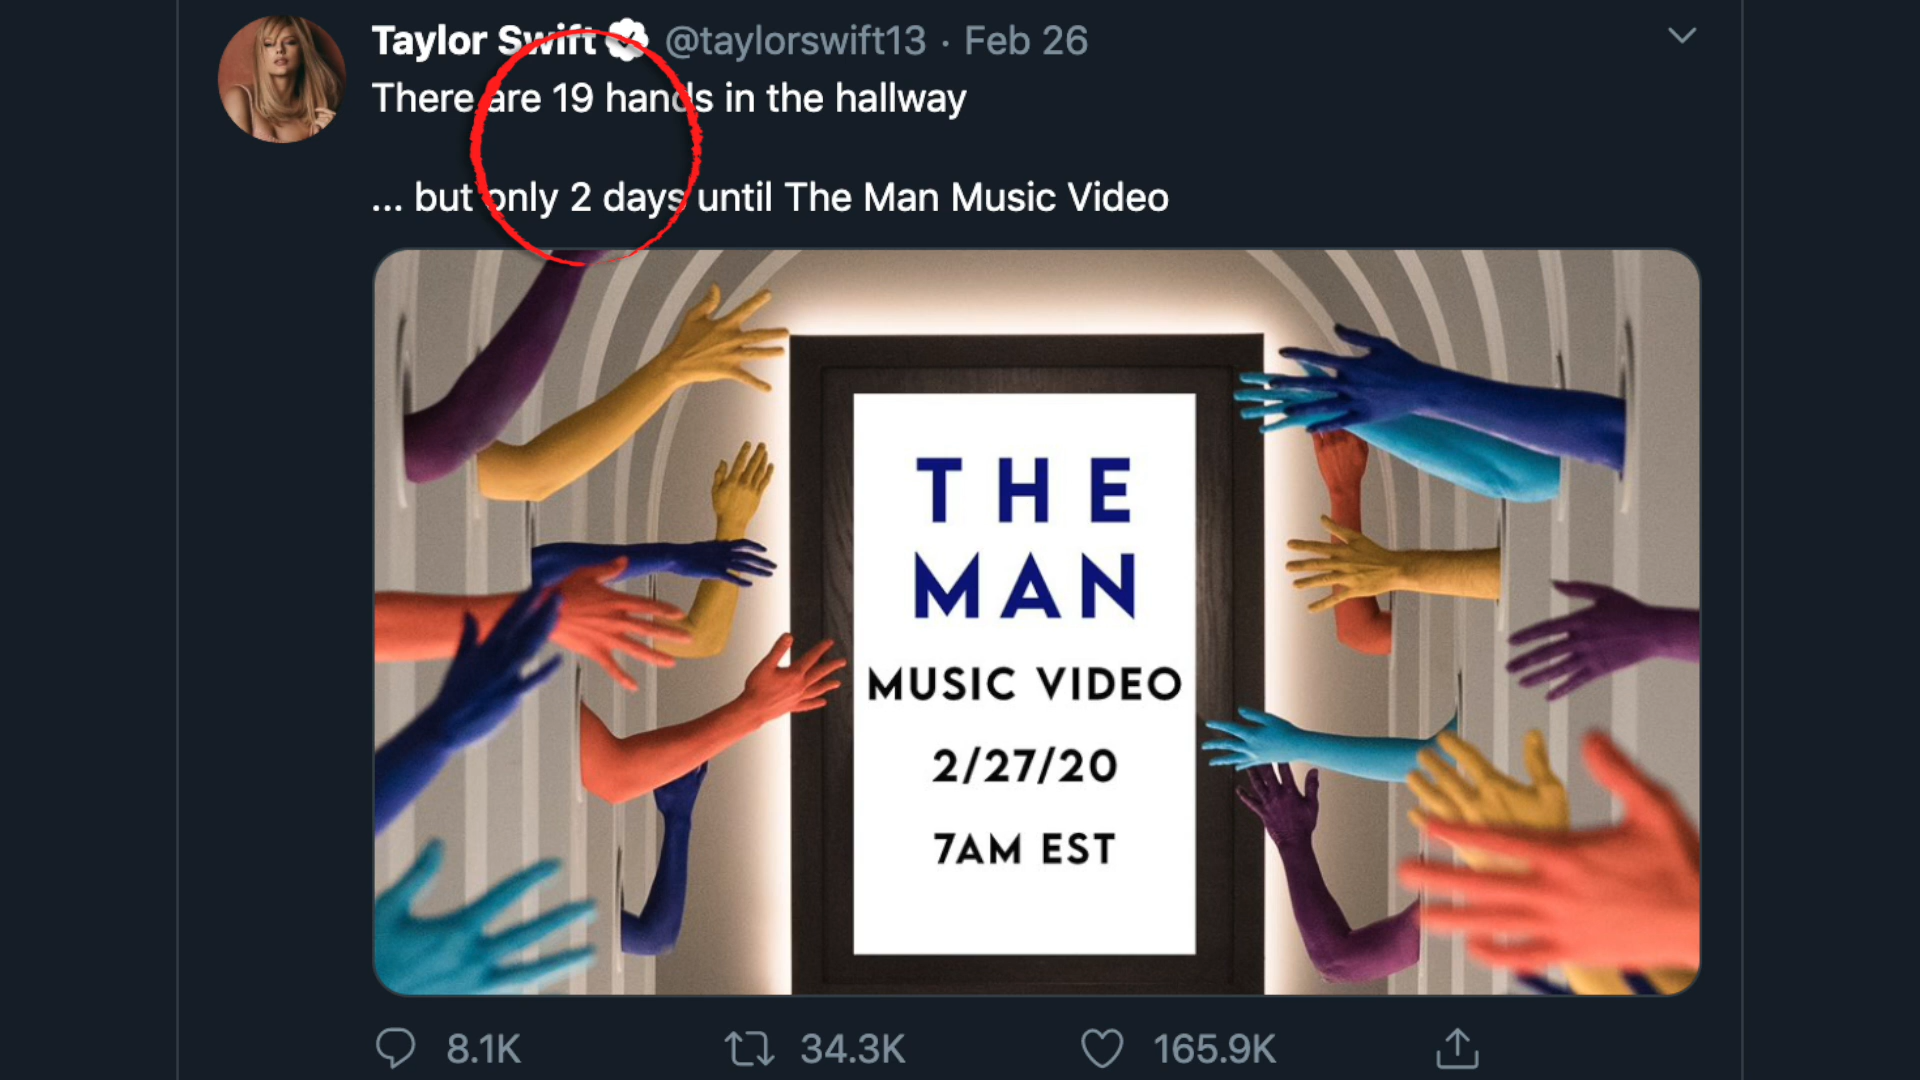 Taylor Swift @taylorswift13 · Feb 26
There are 19 hands in the hallway
... but only 2 days until The Man Music Video
THE
MAN
MUSIC VIDEO
2/27/20
7AM EST
8.1K 34.3K 165.9K